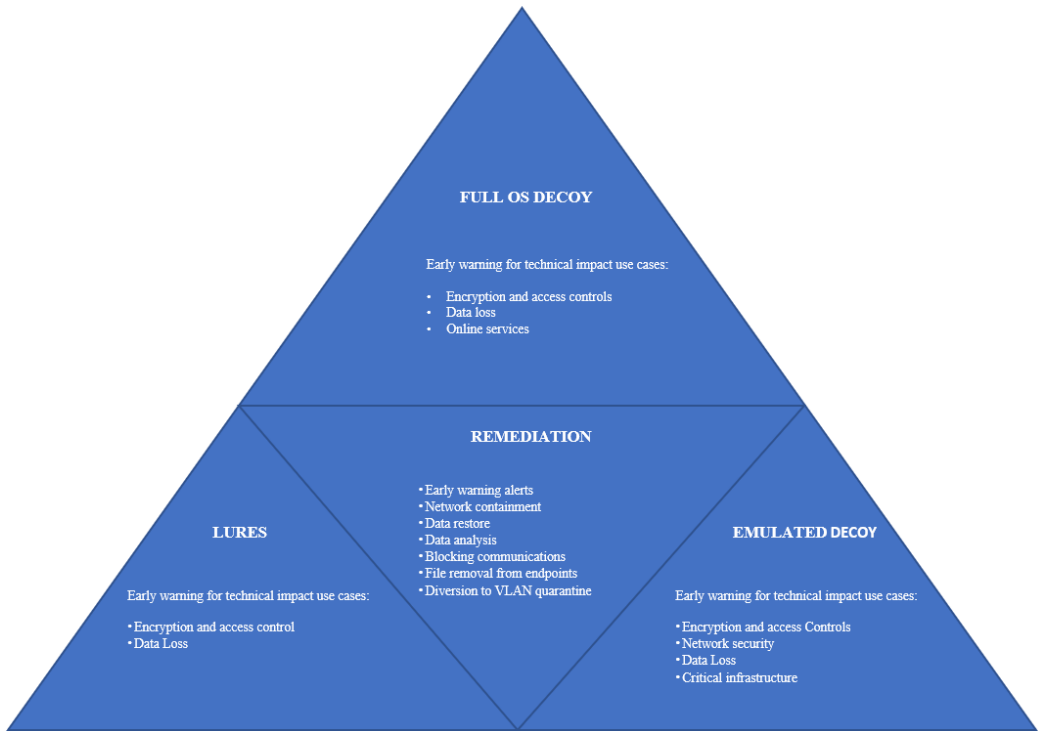 FULL OS DECOY
Early warning for technical impact use cases:
• Encryption and access controls
• Data loss
• Online services
REMEDIATION
• Early warning alerts
• Network containment
• Data restore
• Data analysis
• Blocking communications
• File removal from endpoints
• Diversion to VLAN quarantine
LURES
Early warning for technical impact use cases:
• Encryption and access control
• Data Loss
EMULATED DECOY
Early warning for technical impact use cases:
• Encryption and access Controls
• Network security
• Data Loss
• Critical infrastructure